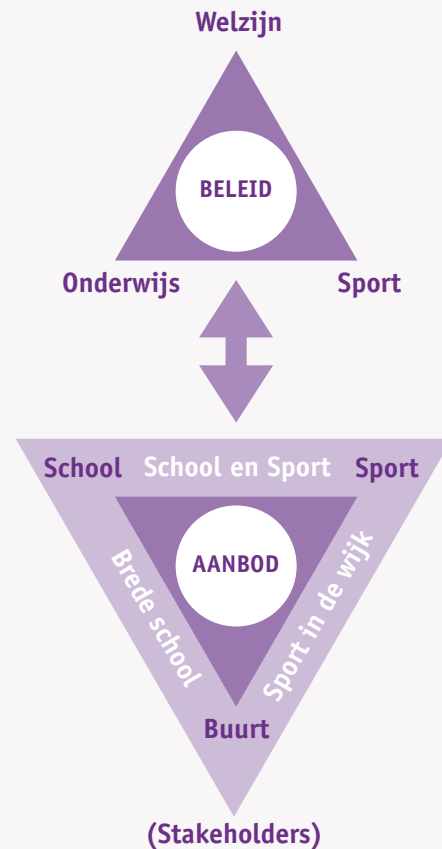 Welzijn
BELEID
Onderwijs
Sport
School
School en Sport
Sport
AANBOD
Brede school
Sport in de wijk
Buurt
(Stakeholders)